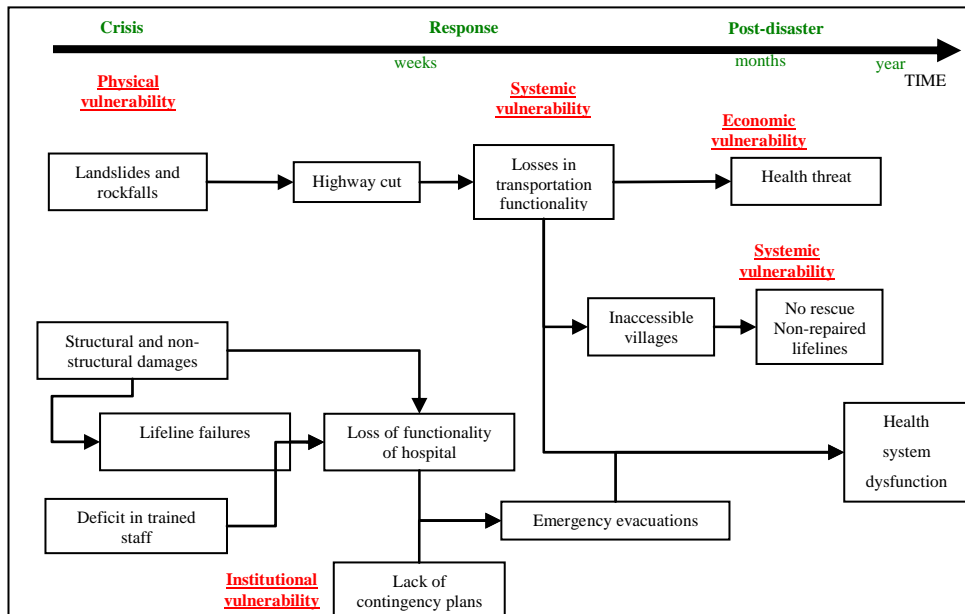 Crisis
Response
Post-disaster
weeks
months
year
TIME
Physical
vulnerability
Systemic
vulnerability
Economic
vulnerability
Landslides and
rockfalls
Highway cut
Losses in
transportation
functionality
Health threat
Systemic
vulnerability
Inaccessible
villages
No rescue
Non-repaired
lifelines
Structural and non-
structural damages
Lifeline failures
Loss of functionality
of hospital
Health
system
dysfunction
Deficit in trained
staff
Emergency evacuations
Institutional
vulnerability
Lack of
contingency plans